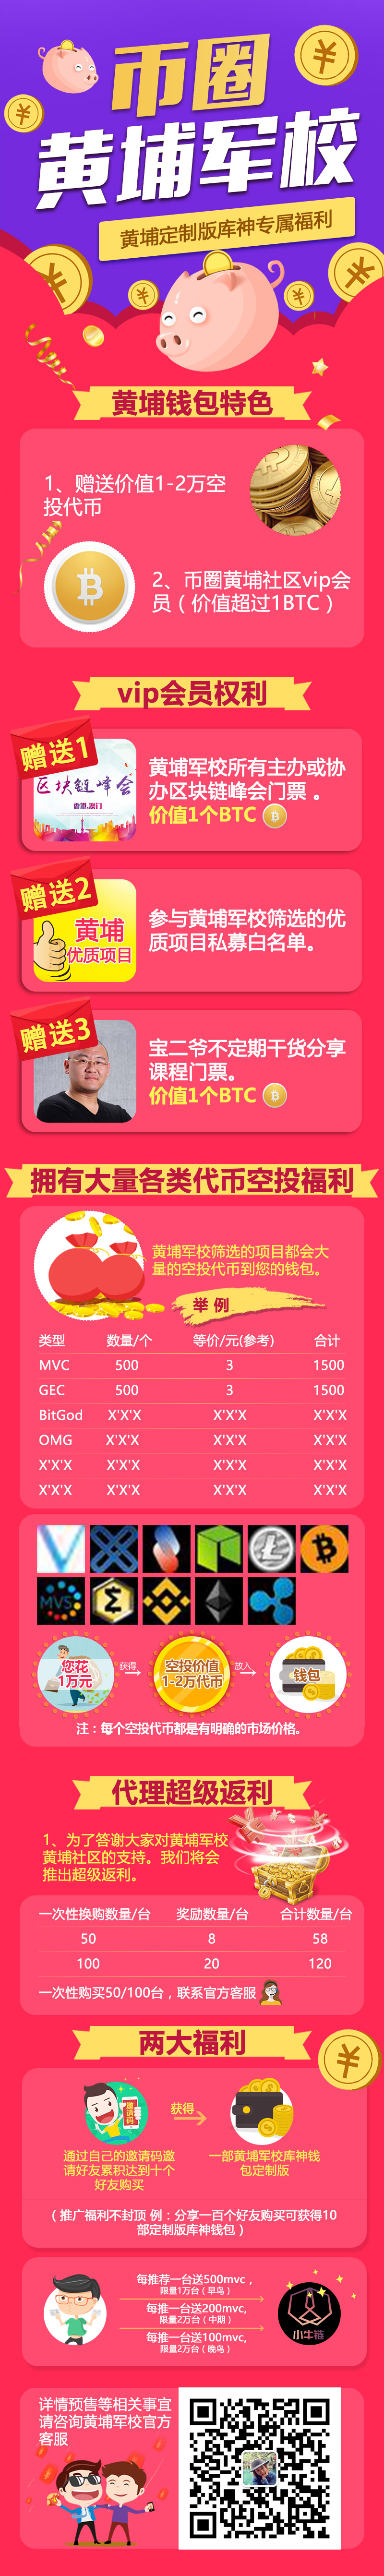 币圈
黄埔军校
黄埔定制版库神专属福利
黄埔钱包特色
1、赠送价值1-2万空
投代币
2、币圈黄埔社区vip会
员（价值超过1BTC）
vip会员权利
赠送1
区块链峰会
香港.澳门
黄埔军校所有主办或协
办区块链峰会门票 。
价值1个BTC
赠送2
黄埔
优质项目
参与黄埔军校筛选的优
质项目私募白名单。
赠送3
宝二爷不定期干货分享
课程门票。
价值1个BTC
拥有大量各类代币空投福利
黄埔军校筛选的项目都会大
量的空投代币到您的钱包。
举 例
类型 数量/个 等价/元(参考) 合计
MVC 500 3 1500
GEC 500 3 1500
BitGod X'X'X X'X'X X'X'X
OMG X'X'X X'X'X X'X'X
X'X'X X'X'X X'X'X X'X'X
X'X'X X'X'X X'X'X X'X'X
MVS
您花
1万元
获得
空投价值
1-2万代币
放入
钱包
注：每个空投代币都是有明确的市场价格。
代理超级返利
1、为了答谢大家对黄埔军校
黄埔社区的支持。我们将会
推出超级返利。
一次性换购数量/台 奖励数量/台 合计数量/台
50 8 58
100 20 120
一次性购买50/100台，联系官方客服
两大福利
邀请码
获得
通过自己的邀请码邀
请好友累积达到十个
好友购买
一部黄埔军校库神钱
包定制版
（推广福利不封顶 例：分享一百个好友购买可获得10
部定制版库神钱包）
每推荐一台送500mvc，
限量1万台（早鸟）
每推一台送200mvc,
限量2万台（中期）
每推一台送100mvc,
限量2万台（晚鸟）
小牛链
详情预售等相关事宜
请咨询黄埔军校官方
客服